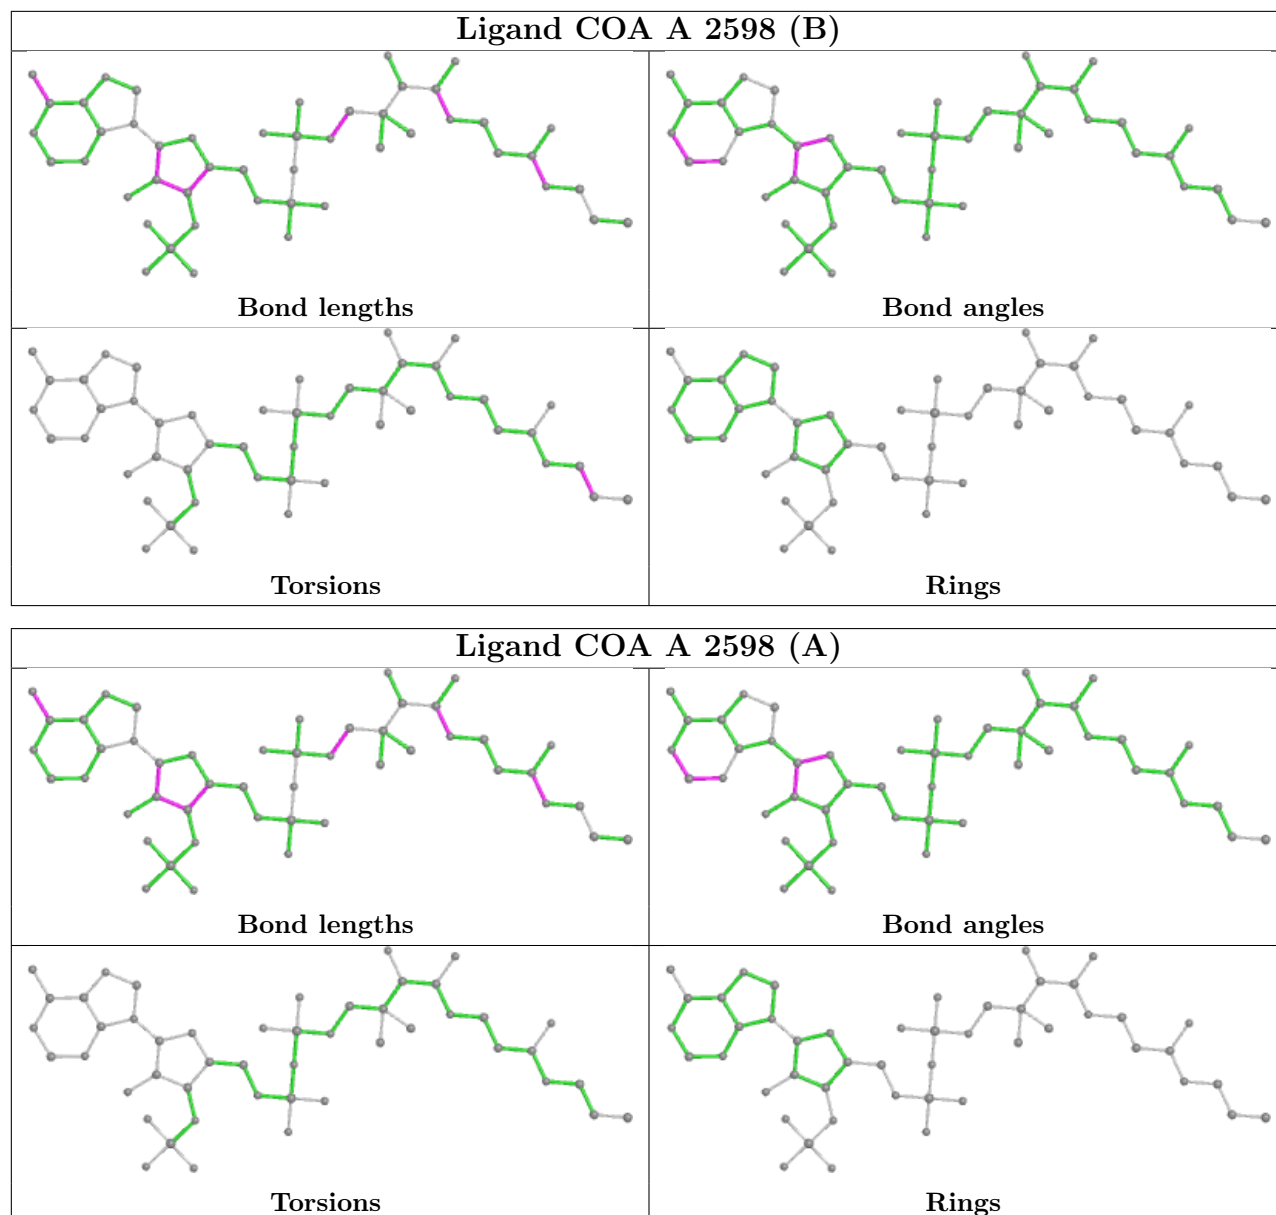 Ligand COA A 2598 (B)
Bond lengths
Bond angles
Torsions
Rings
Ligand COA A 2598 (A)
Bond lengths
Bond angles
Torsions
Rings